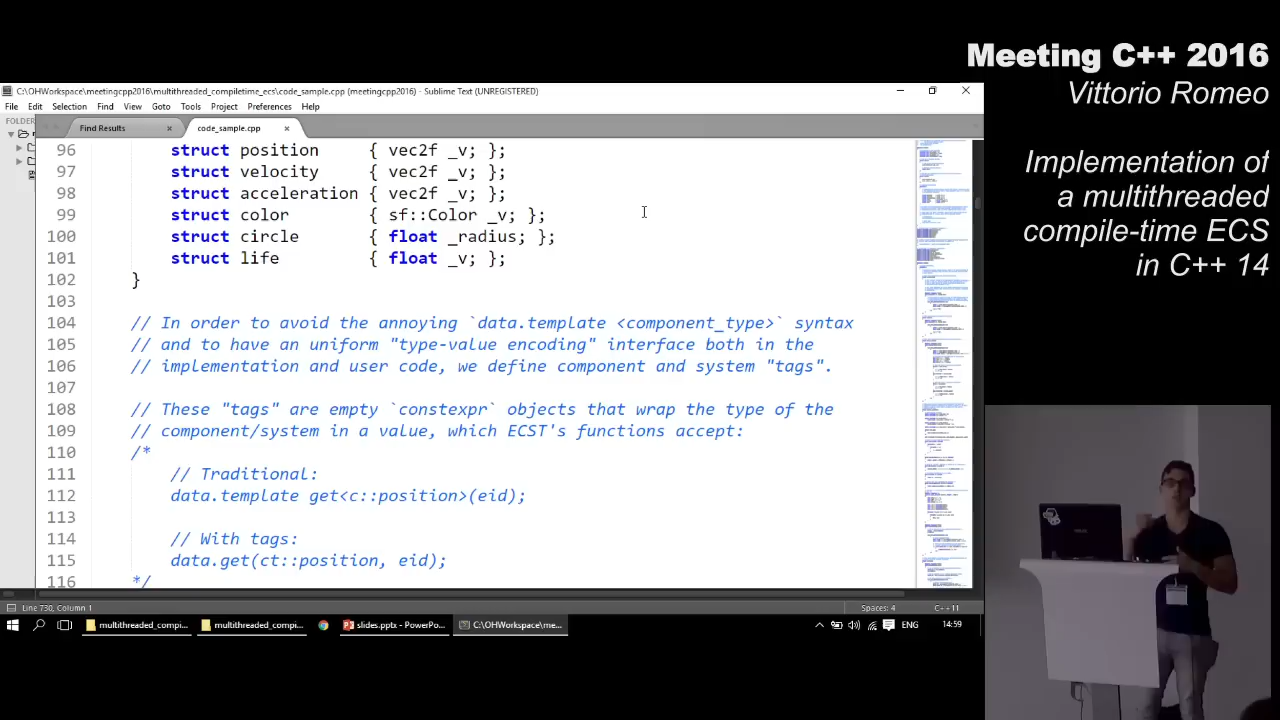 Meeting C++ 2016
Vittorio Romeo
Implementation of
a multithreaded
compile-time ECS
in C++ 14
C:\OHWorkspace\meetingcpp2016\multithreaded_compiletime_ecs\code_sample.cpp (meetingcpp2016) - Sublime Text (UNREGISTERED)
File Edit Selection Find View Goto Tools Project Preferences Help
FOLDER
Find Results × code_sample.cpp ×
96 struct position { vec2f _v; };
97 struct velocity { vec2f _v; };
98 struct acceleration { vec2f _v; };
99 struct color { sf::Color _v; };
100 struct circle { float _radius; };
101 struct life { float _v; };
102 }
103
104 // In order to avoid the annoying `data.template <component_type>` syntax
105 // and to have an uniform "type-value encoding" interface both in the
106 // implementation and user code, we define component and system "tags".
107
108 // These "tags" are empty `constexpr` objects that wrap the type of the
109 // component/system in a value, which ECST's functions accept:
110 /*
111 // Traditional:
112 data.template get<c::position>(eid);
113
114 // With tags:
115 data.get(ct::position, eid);
116 */
Line 730, Column 1 Spaces: 4 C++11
multithreaded_compi... multithreaded_compi... slides.pptx - PowerPo... C:\OHWorkspace\me... ENG 14:59